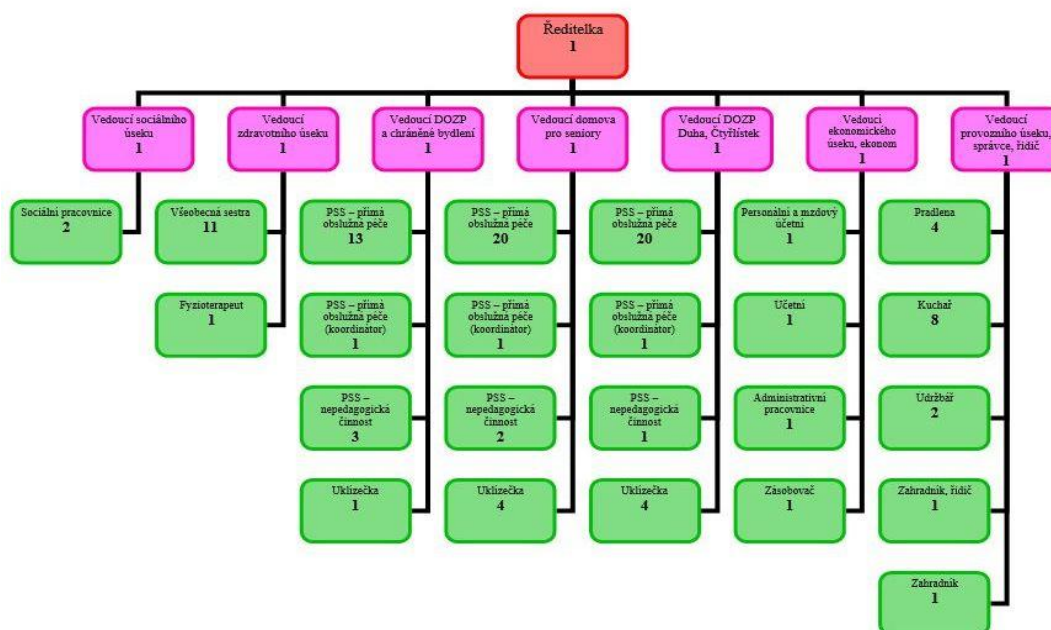 Ředitelka
1
Vedoucí sociálního
úseku
1
Vedoucí
zdravotního úseku
1
Vedoucí DOZP
a chráněné bydlení
1
Vedoucí domova
pro seniory
1
Vedoucí DOZP
Duha, Čtyřlístek
1
Vedoucí
ekonomického
úseku, ekonom
1
Vedoucí
provozního úseku,
správce, řidič
1
Sociální pracovnice
2
Všeobecná sestra
11
PSS – přímá
obslužná péče
13
PSS – přímá
obslužná péče
20
PSS – přímá
obslužná péče
20
Personální a mzdový
účetní
1
Pradlena
4
Fyzioterapeut
1
PSS – přímá
obslužná péče
(koordinátor)
1
PSS – přímá
obslužná péče
(koordinátor)
1
PSS – přímá
obslužná péče
(koordinátor)
1
Účetní
1
Kuchař
8
PSS –
nepedagogická
činnost
3
PSS –
nepedagogická
činnost
2
PSS –
nepedagogická
činnost
1
Administrativní
pracovnice
1
Udržbář
2
Uklízečka
1
Uklízečka
4
Uklízečka
4
Zásobovač
1
Zahradník, řidič
1
Zahradník
1